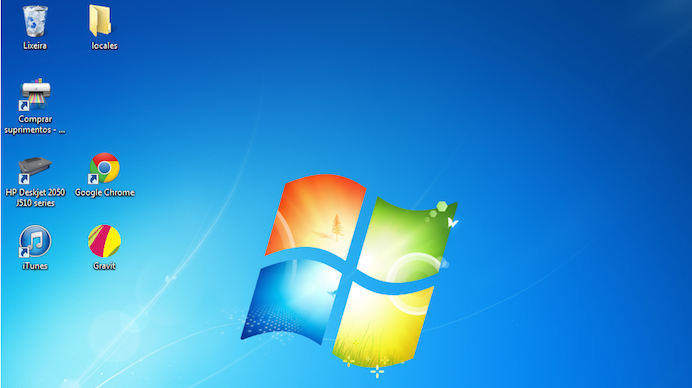 Lixeira
locales
Comprar
suprimentos - ...
HP Deskjet 2050
J510 series
Google Chrome
iTunes
Gravit